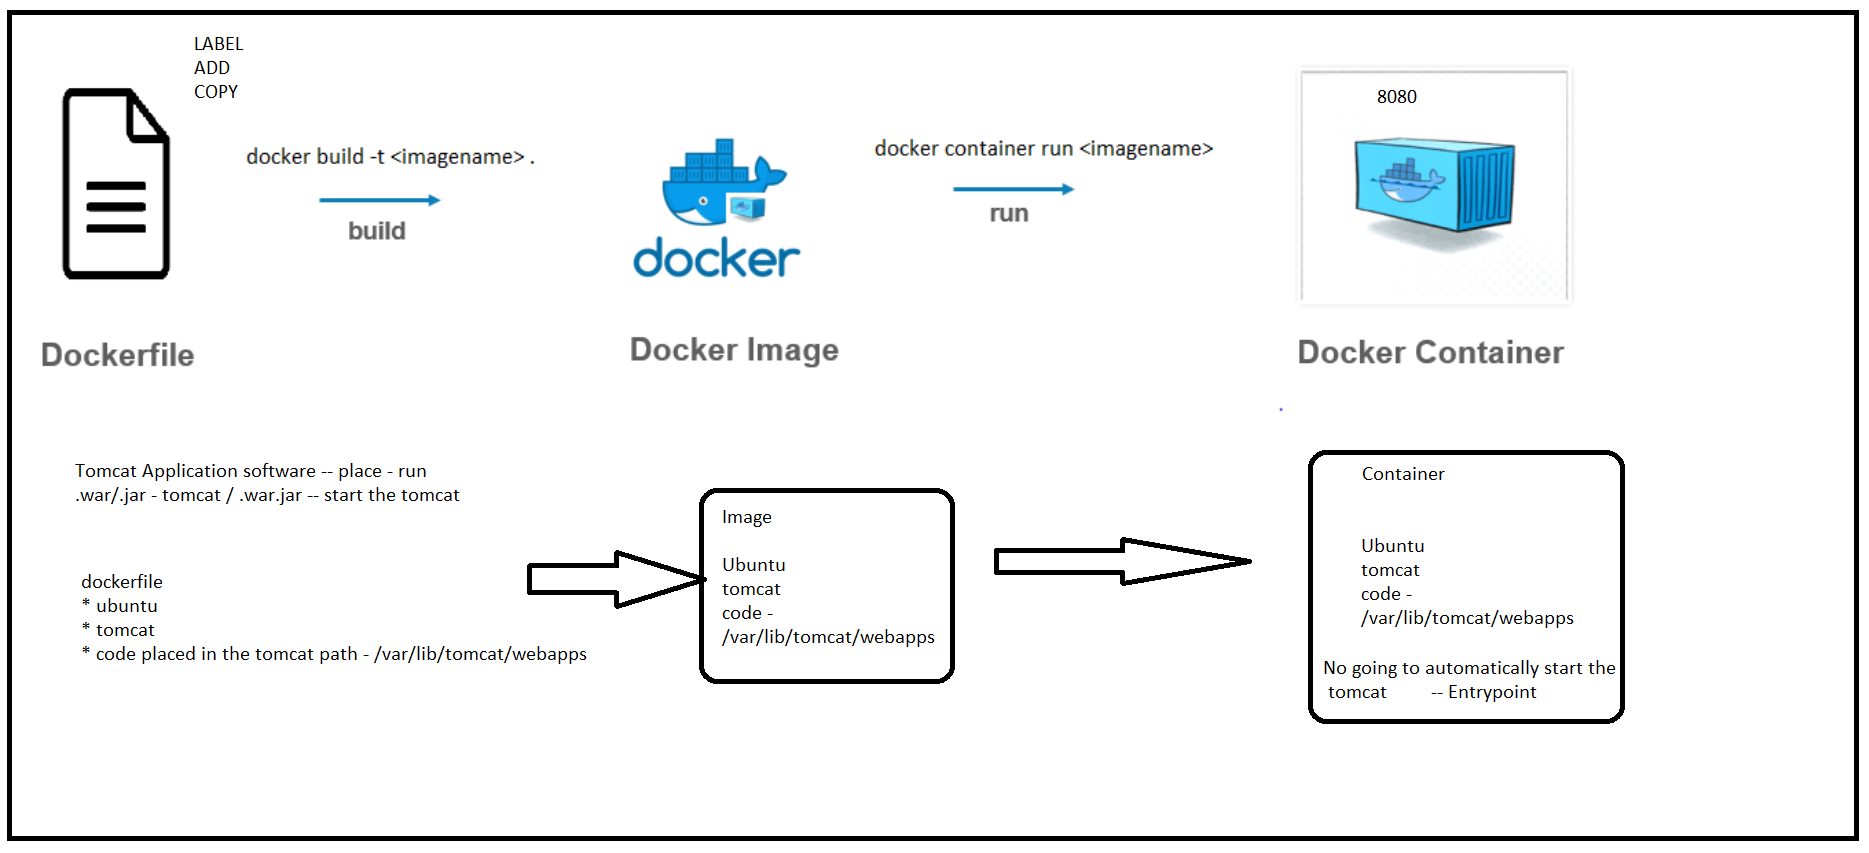 LABEL
ADD
COPY
docker build -t <imagename> .
build
docker
docker container run <imagename>
run
8080
Dockerfile
Docker Image
Docker Container
Tomcat Application software -- place - run
.war/.jar - tomcat / .war.jar -- start the tomcat
dockerfile
* ubuntu
* tomcat
* code placed in the tomcat path - /var/lib/tomcat/webapps
Image
Ubuntu
tomcat
code -
/var/lib/tomcat/webapps
Container
Ubuntu
tomcat
code -
/var/lib/tomcat/webapps
No going to automatically start the
tomcat -- Entrypoint